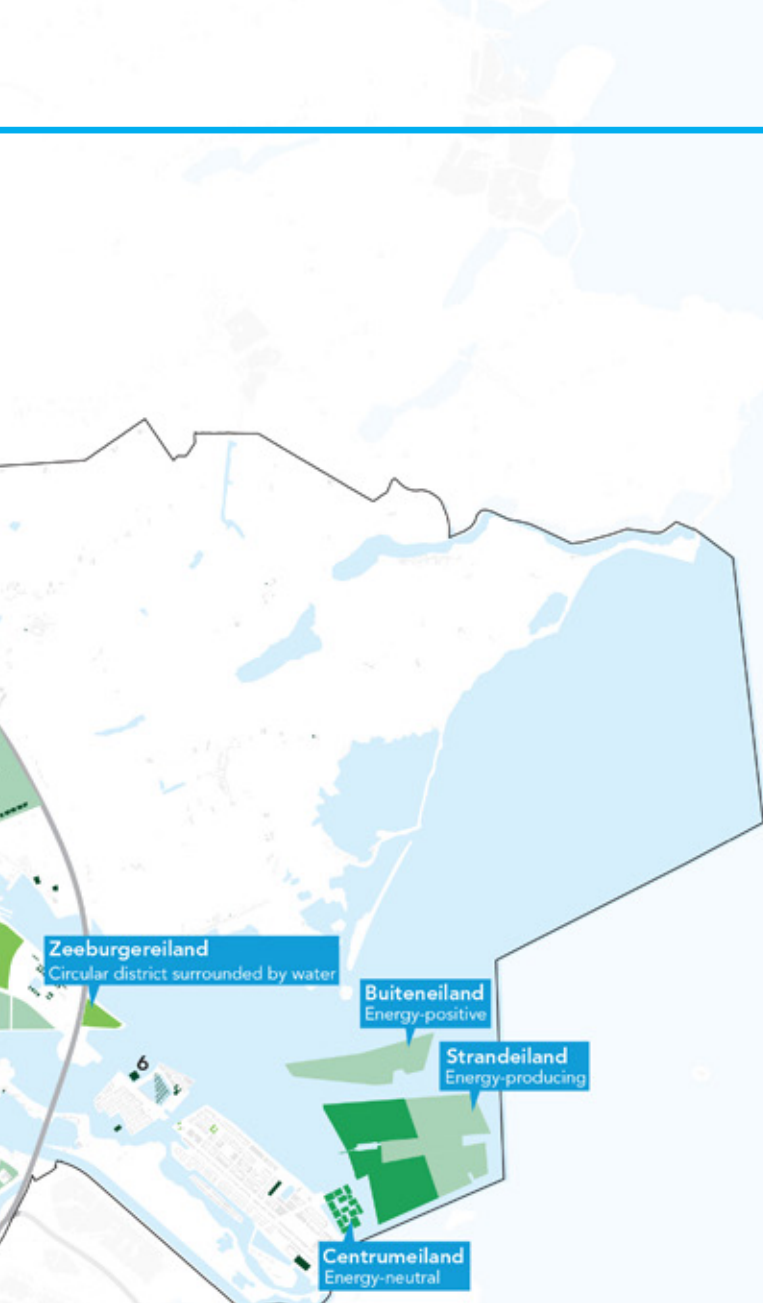 Zeeburgereiland
Circular district surrounded by water
Buiteneiland
Energy-positive
Strandeiland
Energy-producing
6
Centrumeiland
Energy-neutral